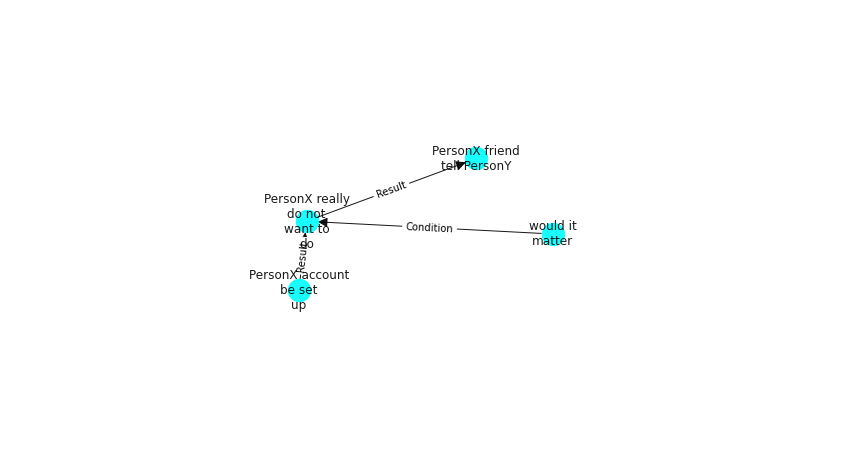 PersonX friend
tell PersonY
Result
PersonX really
do not
want to
Condition
would it
matter
Result
PersonX account
be set
up